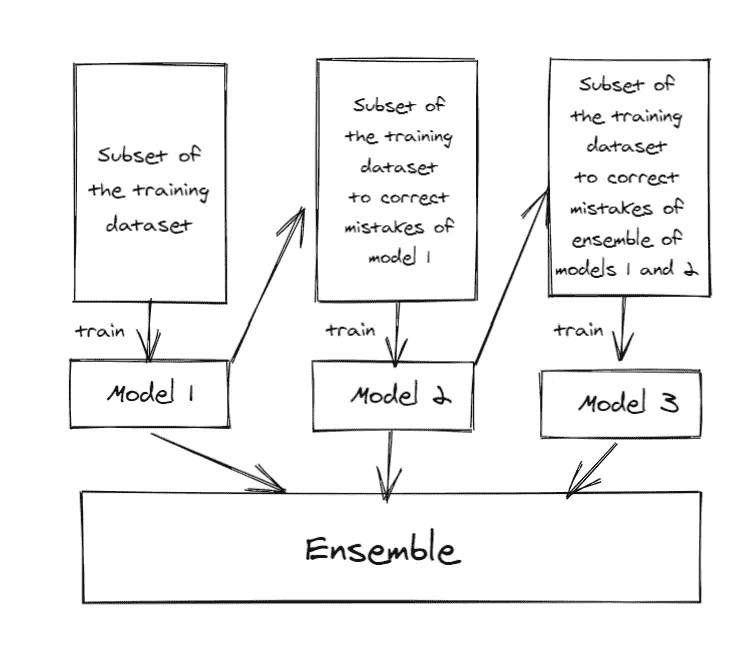 Subset of
the training
dataset
Subset of
the training
dataset
to correct
mistakes of
model 1
Subset of
the training
dataset
to correct
mistakes of
ensemble of
models 1 and 2
train
train
train
Model 1
Model 2
Model 3
Ensemble